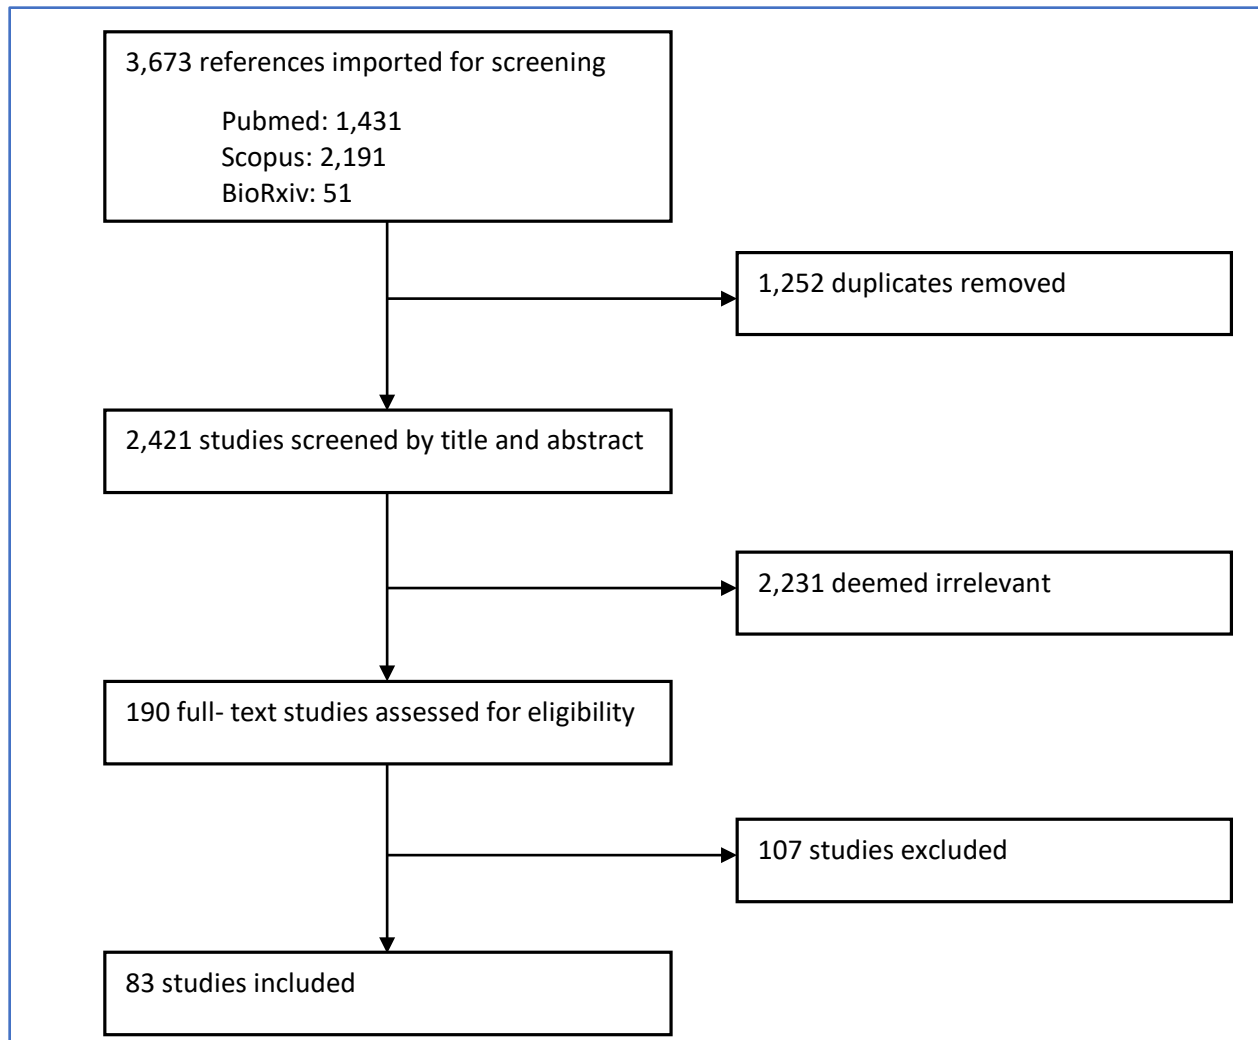 3,673 references imported for screening
Pubmed: 1,431
Scopus: 2,191
BioRxiv: 51
1,252 duplicates removed
2,421 studies screened by title and abstract
2,231 deemed irrelevant
190 full- text studies assessed for eligibility
107 studies excluded
83 studies included